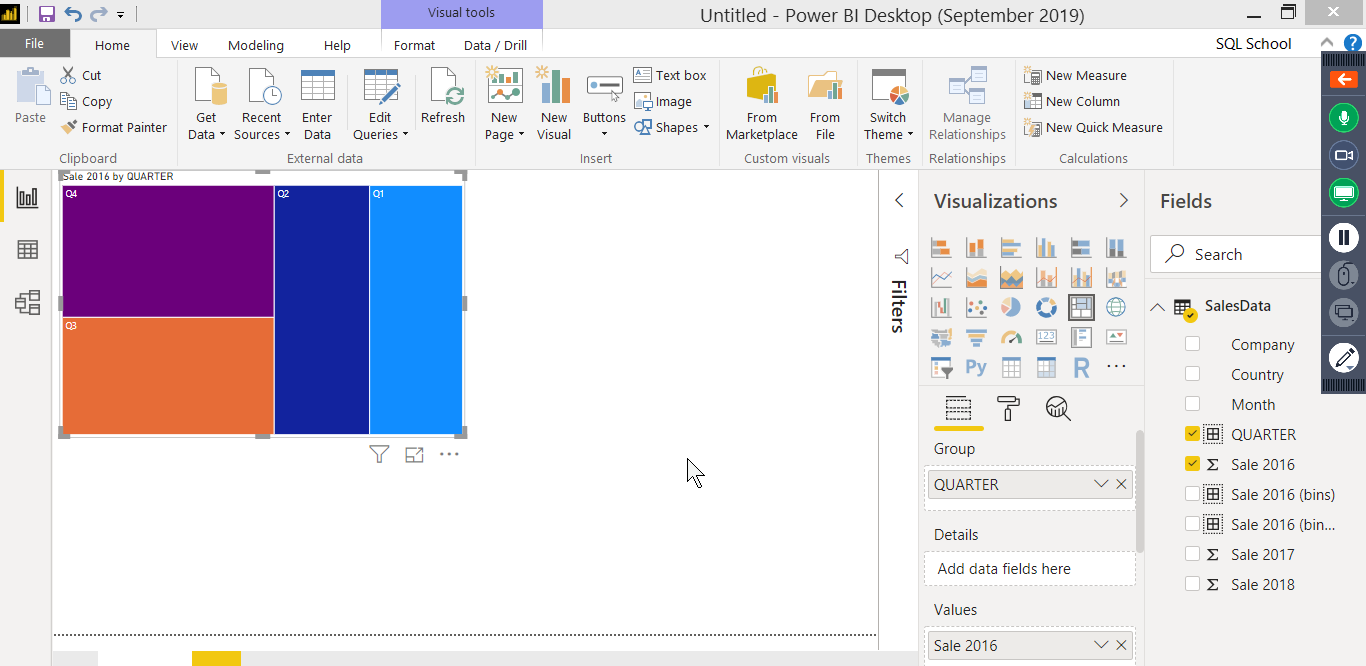 Visual tools
Untitled - Power BI Desktop (September 2019)
File
Home
View
Modeling
Help
Format
Data / Drill
SQL School
Paste
Cut
Copy
Format Painter
Get
Data
Recent
Sources
Enter
Data
Edit
Queries
Refresh
New
Page
New
Visual
Buttons
Text box
Image
Shapes
From
Marketplace
From
File
Switch
Theme
Manage
Relationships
New Measure
New Column
New Quick Measure
Clipboard
External data
Insert
Custom visuals
Themes
Relationships
Calculations
Sale 2016 by QUARTER
Q4
Q2
Q1
Q3
Filters
Visualizations
123
Py
R
Group
QUARTER
Details
Add data fields here
Values
Sale 2016
Fields
Search
SalesData
Company
Country
Month
QUARTER
Σ Sale 2016
Sale 2016 (bins)
Sale 2016 (bin...
Σ Sale 2017
Σ Sale 2018